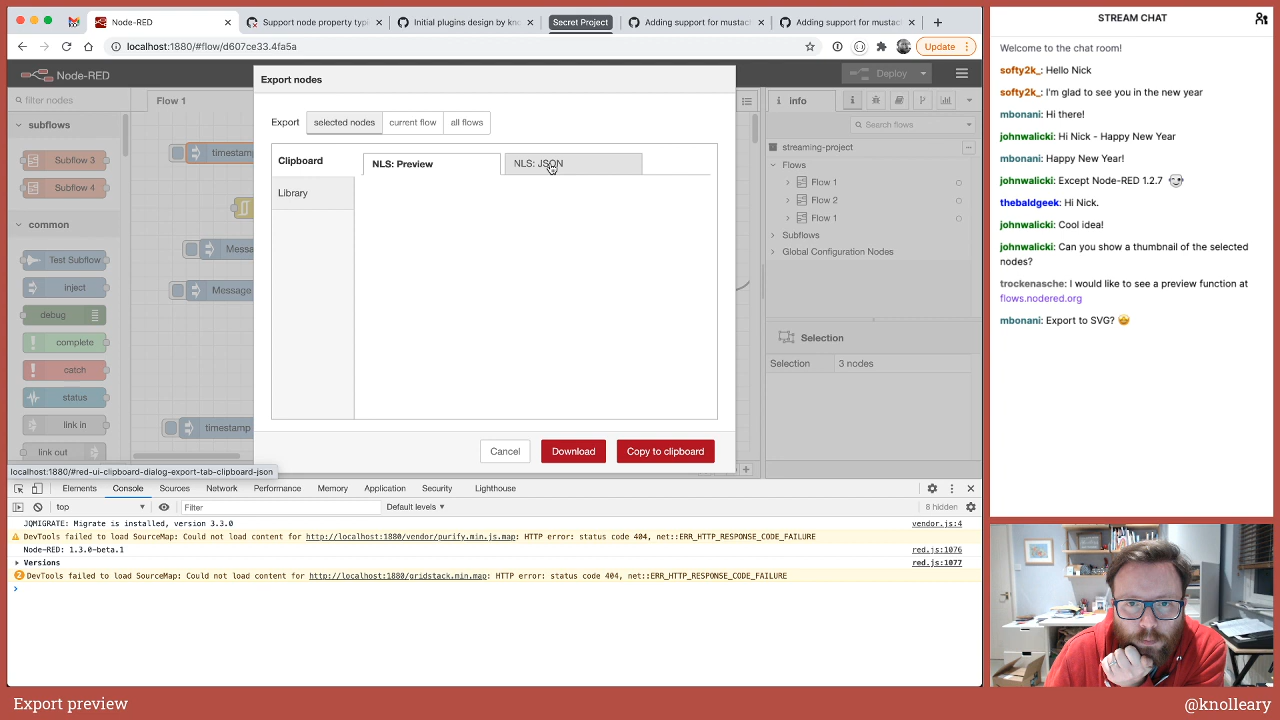 Node-RED
Support node property typi
Initial plugins design by kno
Secret Project
Adding support for mustac
Adding support for mustac
localhost:1880/#flow/d607ce33.4fa5a
Update
Node-RED
Deploy
filter nodes
Flow 1
subflows
Subflow 3
Subflow 4
common
Test Subflow
inject
debug
complete
catch
status
link in
link out
timestamp
Messa
Message
timestamp
Export nodes
Export
selected nodes
current flow
all flows
Clipboard
Library
NLS: Preview
NLS: JSON
Cancel
Download
Copy to clipboard
info
Search flows
streaming-project
Flows
Flow 1
Flow 2
Flow 1
Subflows
Global Configuration Nodes
Selection
Selection 3 nodes
localhost:1880/#red-ui-clipboard-dialog-export-tab-clipboard-json
Elements Console Sources Network Performance Memory Application Security Lighthouse
top Filter Default levels 8 hidden
JQMIGRATE: Migrate is installed, version 3.3.0 vendor.js:4
DevTools failed to load SourceMap: Could not load content for http://localhost:1880/vendor/purify.min.js.map: HTTP error: status code 404, net::ERR_HTTP_RESPONSE_CODE_FAILURE
Node-RED: 1.3.0-beta.1 red.js:1076
Versions red.js:1077
2 DevTools failed to load SourceMap: Could not load content for http://localhost:1880/gridstack.min.map: HTTP error: status code 404, net::ERR_HTTP_RESPONSE_CODE_FAILURE
STREAM CHAT
Welcome to the chat room!
softy2k_: Hello Nick
softy2k_: I'm glad to see you in the new year
mbonani: Hi there!
johnwalicki: Hi Nick - Happy New Year
mbonani: Happy New Year!
johnwalicki: Except Node-RED 1.2.7
thebaldgeek: Hi Nick.
johnwalicki: Cool idea!
johnwalicki: Can you show a thumbnail of the selected
nodes?
trockenasche: I would like to see a preview function at
flows.nodered.org
mbonani: Export to SVG? 🤩
Export preview
@knolleary